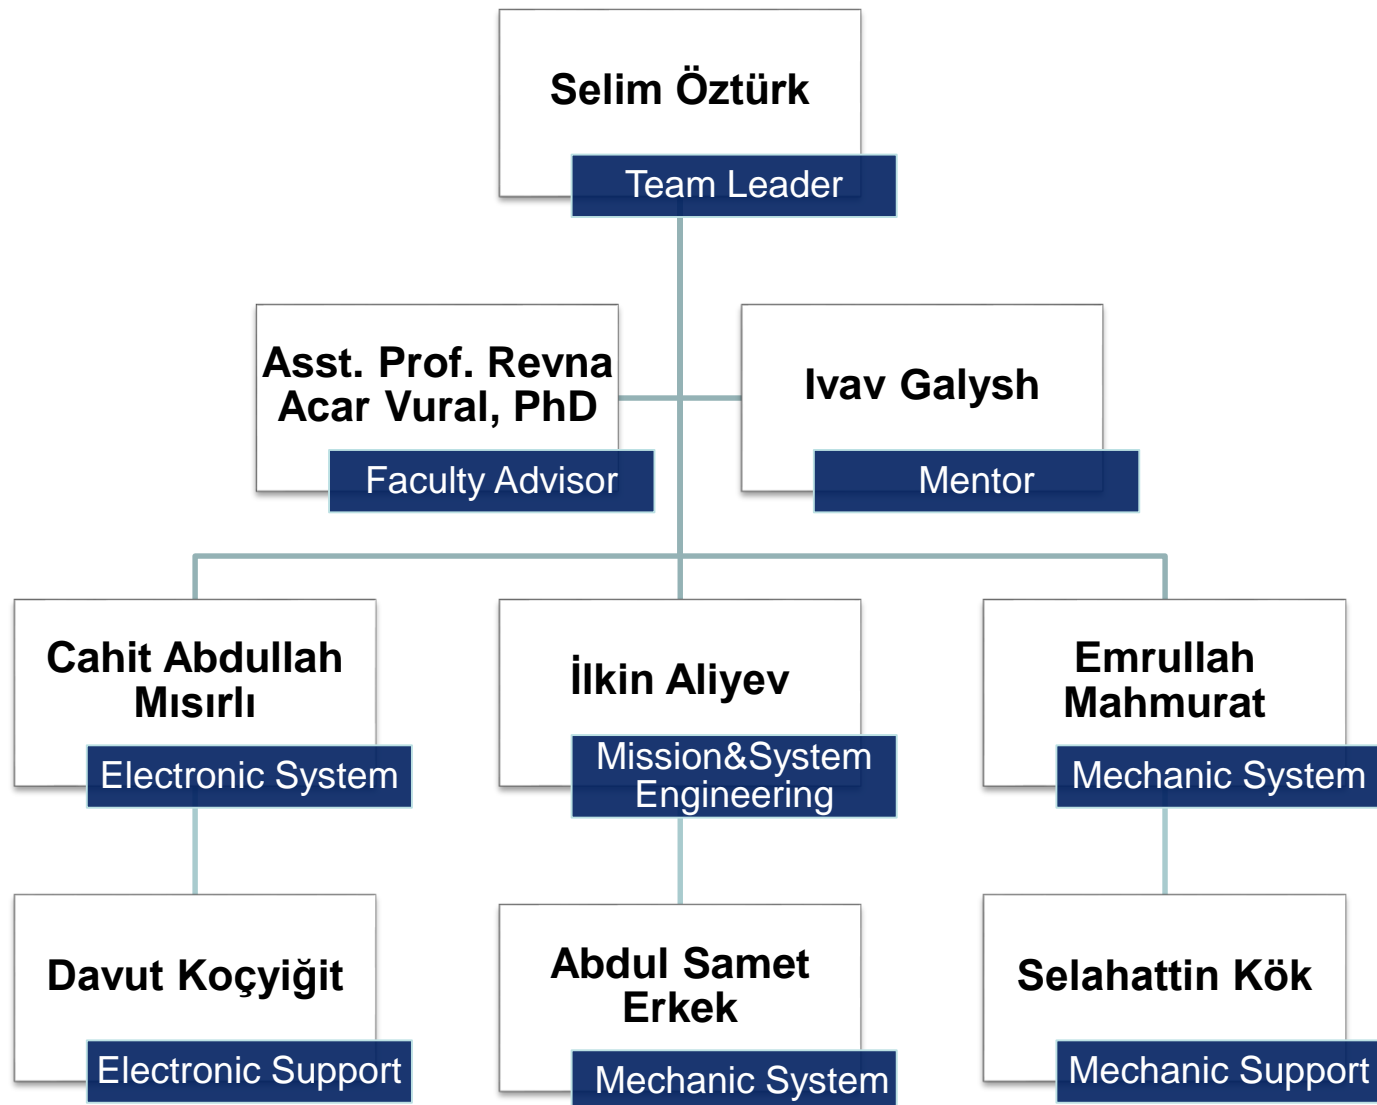 Selim Öztürk
Team Leader
Asst. Prof. Revna
Acar Vural, PhD
Faculty Advisor
Ivav Galysh
Mentor
Cahit Abdullah
Mısırlı
Electronic System
İlkin Aliyev
Mission&System
Engineering
Emrullah
Mahmurat
Mechanic System
Davut Koçyiğit
Electronic Support
Abdul Samet
Erkek
Mechanic System
Selahattin Kök
Mechanic Support